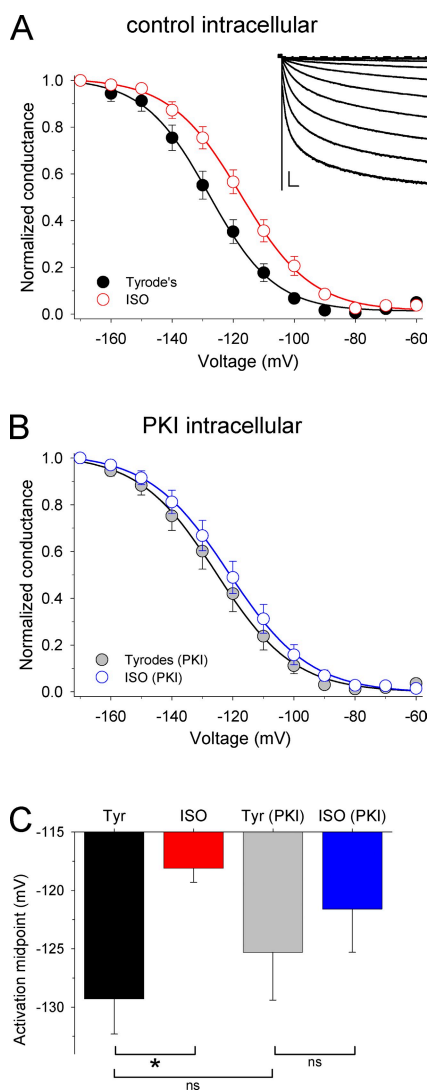 A
control intracellular
Normalized conductance
1.0
0.8
0.6
0.4
0.2
0.0
Tyrode's
ISO
-160
-140
-120
-100
-80
-60
Voltage (mV)
B
PKI intracellular
Normalized conductance
1.0
0.8
0.6
0.4
0.2
0.0
Tyrodes (PKI)
ISO (PKI)
-160
-140
-120
-100
-80
-60
Voltage (mV)
C
Tyr
ISO
Tyr (PKI)
ISO (PKI)
Activation midpoint
(mV)
-115
-120
-125
-130
*
ns
ns